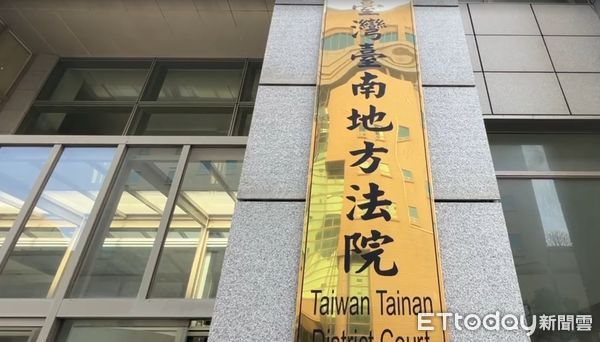 臺灣臺南地方法院
Taiwan Tainan
District Court
ETtoday新聞雲